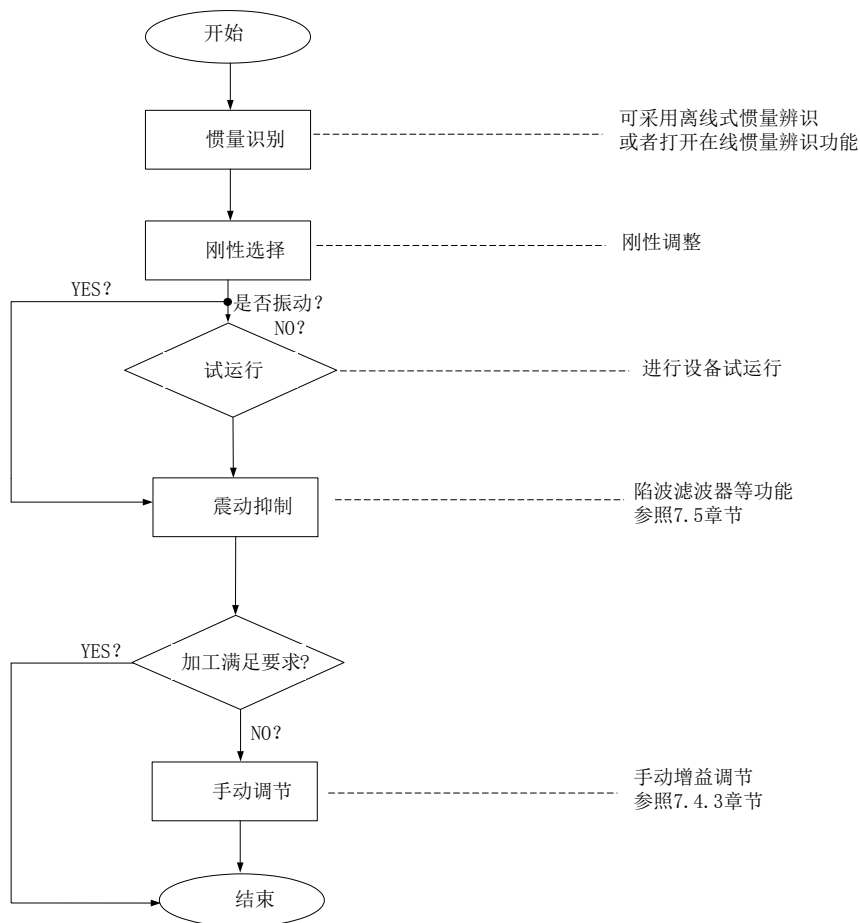 开始
惯量识别
可采用离线式惯量辨识
或者打开在线惯量辨识功能
刚性选择
刚性调整
YES?
是否振动?
NO?
试运行
进行设备试运行
震动抑制
陷波滤波器等功能
参照7.5章节
YES?
加工满足要求?
NO?
手动调节
手动增益调节
参照7.4.3章节
结束